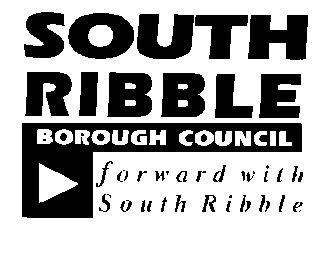 SOUTH
RIBBLE
BOROUGH COUNCIL
forward with
South Ribble